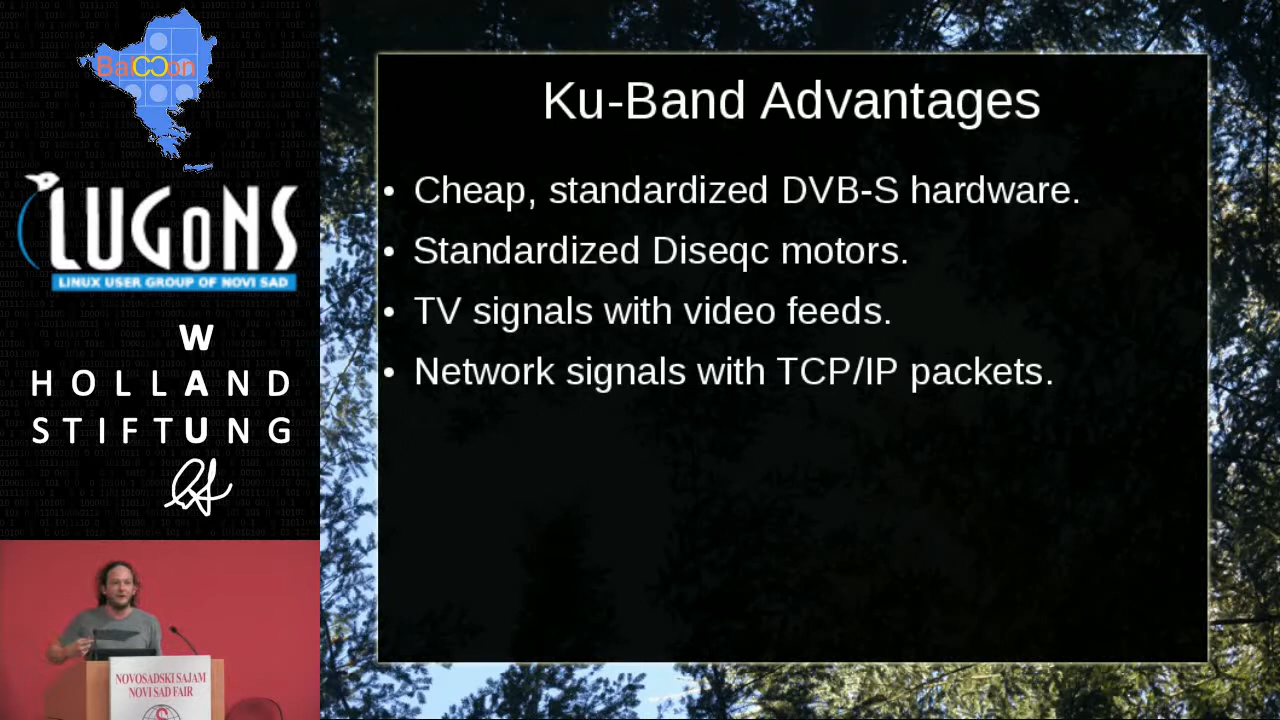 BalCCon
LUGoNS
LINUX USER GROUP OF NOVI SAD
W
HOLLAND
STIFTUNG
Ku-Band Advantages
• Cheap, standardized DVB-S hardware.
• Standardized Diseqc motors.
• TV signals with video feeds.
• Network signals with TCP/IP packets.
NOVOSADSKI SAJAM
NOVI SAD FAIR